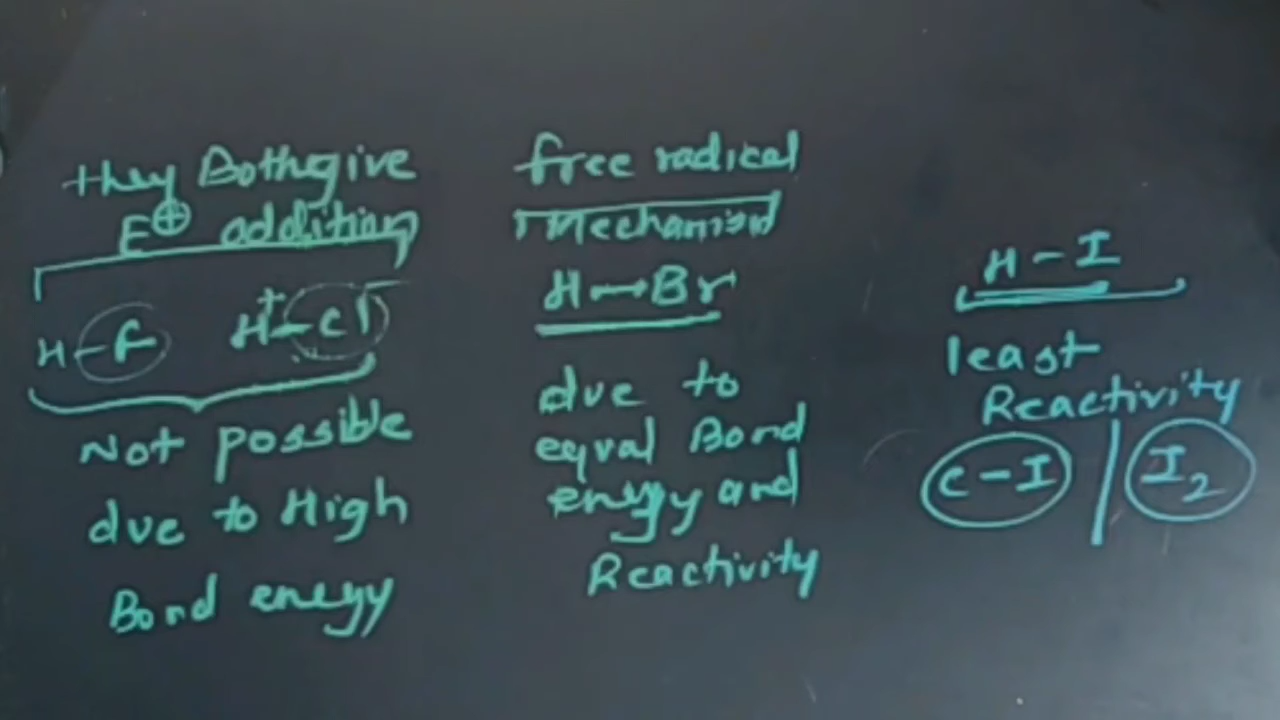 they Both give
E⊕ addition
H-F H+-Cl
Not possible
due to High
Bond energy
free radical
Mechanism
H-Br
due to
equal Bond
energy and
Reactivity
H-I
least
Reactivity
C-I / I2